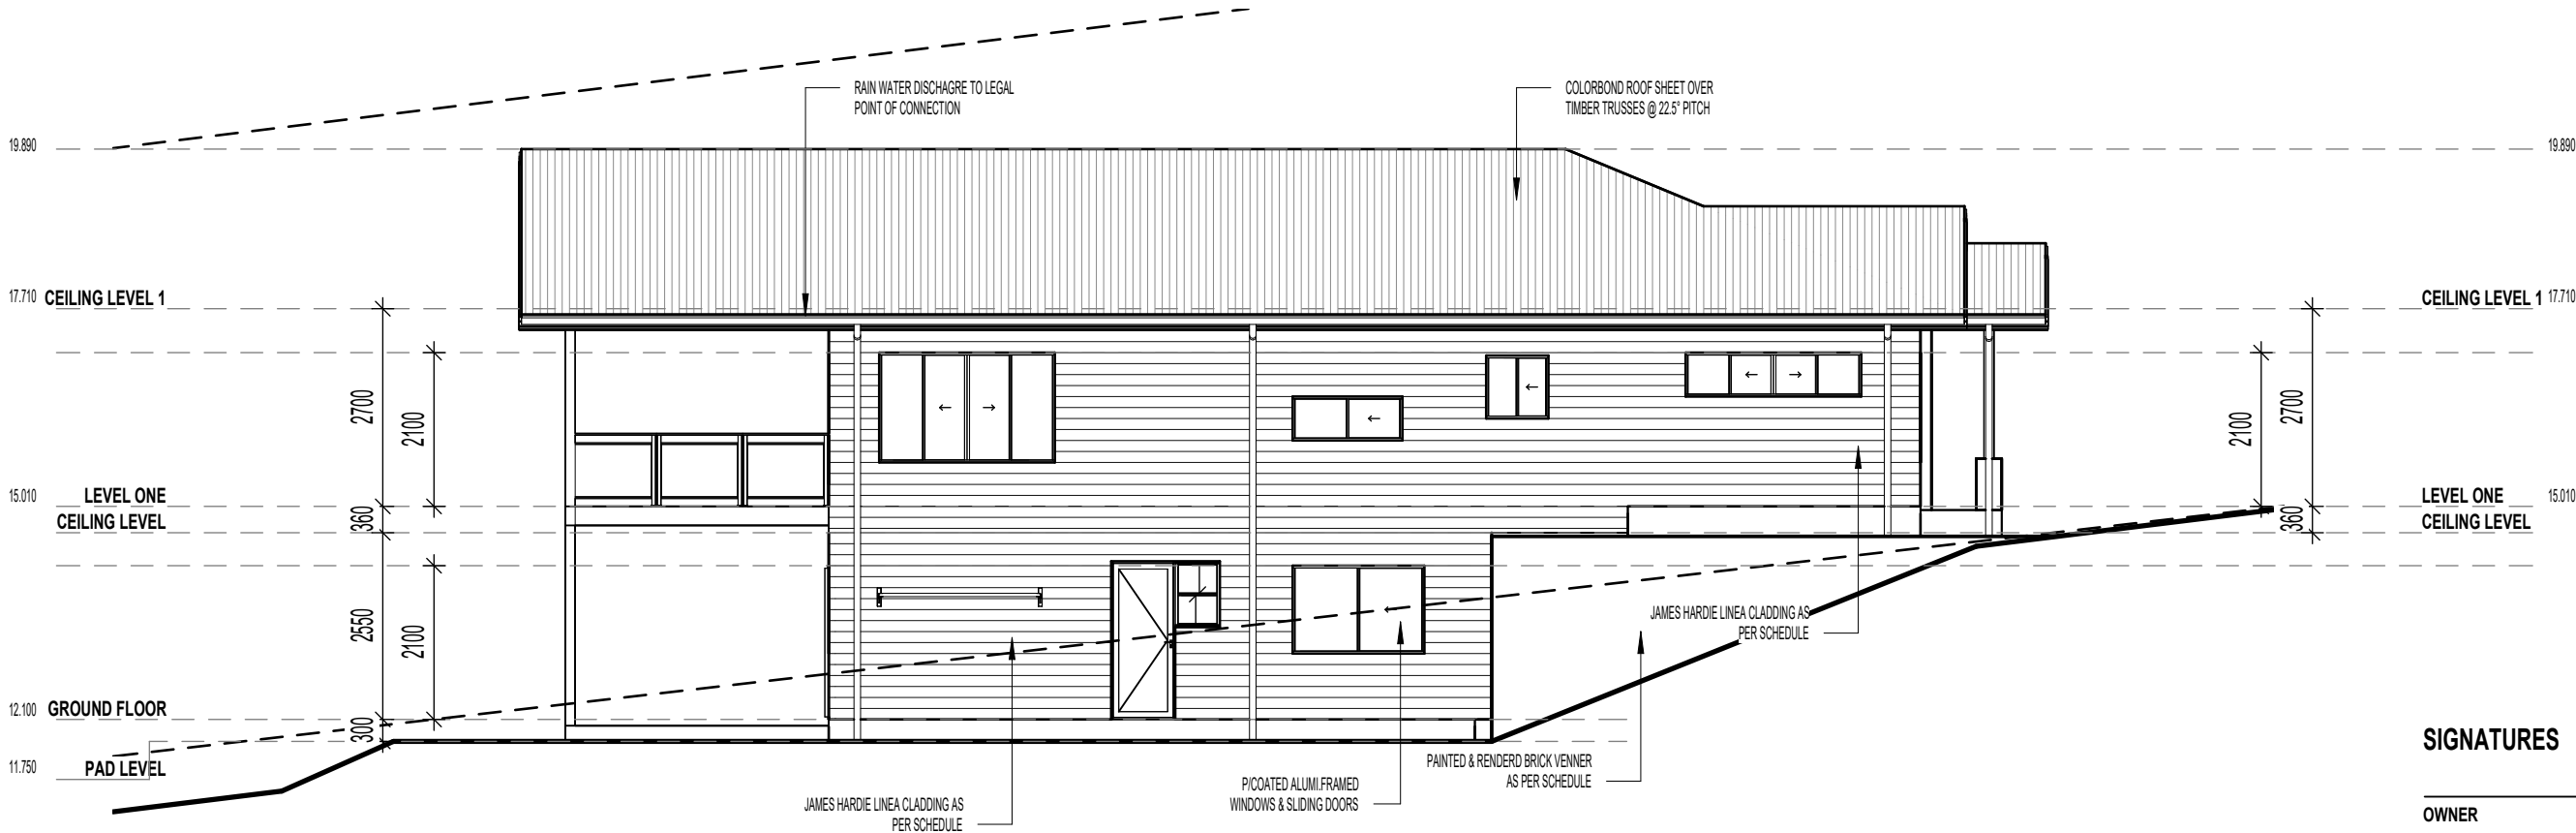 RAIN WATER DISCHAGRE TO LEGAL
POINT OF CONNECTION
COLORBOND ROOF SHEET OVER
TIMBER TRUSSES @ 22.5° PITCH
19.890
19.890
17.710 CEILING LEVEL 1
CEILING LEVEL 1 17.710
2700
2100
2100
2700
15.010 LEVEL ONE
LEVEL ONE 15.010
CEILING LEVEL
360
CEILING LEVEL
360
2550
2100
JAMES HARDIE LINEA CLADDING AS
PER SCHEDULE
12.100 GROUND FLOOR
300
11.750 PAD LEVEL
PAINTED & RENDERD BRICK VENNER
AS PER SCHEDULE
P/COATED ALUMI.FRAMED
WINDOWS & SLIDING DOORS
JAMES HARDIE LINEA CLADDING AS
PER SCHEDULE
SIGNATURES
OWNER